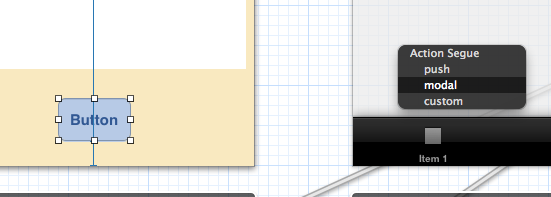 Button
Action Segue
push
modal
custom
Item 1